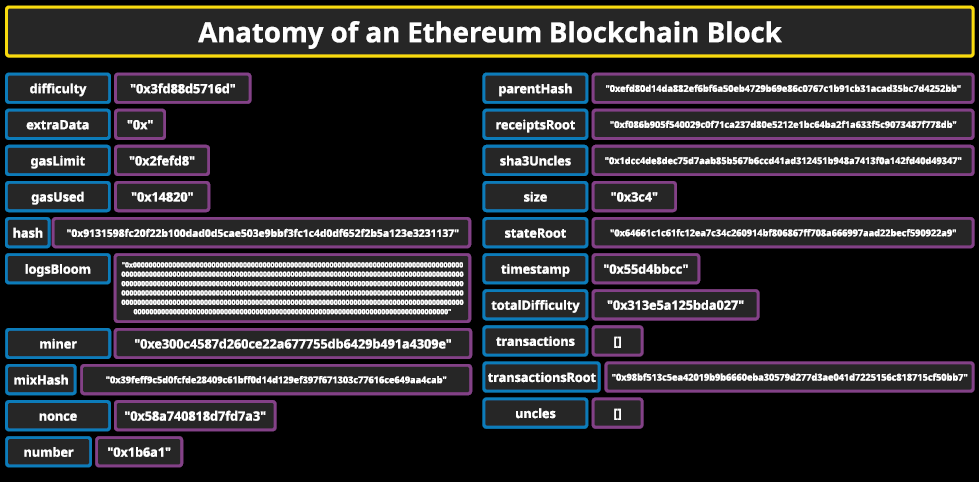 Anatomy of an Ethereum Blockchain Block
difficulty "0x3fd88d5716d"
extraData "0x"
gasLimit "0x2fefd8"
gasUsed "0x14820"
hash "0x9131598fc20f22b100dad0d5cae503e9bbf3fc1c4d0df652f2b5a123e3231137"
logsBloom
miner "0xe300c4587d260ce22a677755db6429b491a4309e"
mixHash "0x39feff9c5d0fcfde28409c61bff0d14d129ef397f671303c77616ce649aa4cab"
nonce "0x58a740818d7fd7a3"
number "0x1b6a1"
parentHash "0xefd80d14da882ef6bf6a50eb4729b69e86c0767c1b91cb31acad35bc7d4252bb"
receiptsRoot "0xf086b905f540029c0f71ca237d80e5212e1bc64ba2f1a633f5c9073487f778db"
sha3Uncles "0x1dcc4de8dec75d7aab85b567b6ccd41ad312451b948a7413f0a142fd40d49347"
size "0x3c4"
stateRoot "0x64661c1c61fc12ea7c34c260914bf806867ff708a666997aad22becf590922a9"
timestamp "0x55d4bbcc"
totalDifficulty "0x313e5a125bda027"
transactions []
transactionsRoot "0x98bf513c5ea42019b9b6660eba30579d277d3ae041d7225156c818715cf50bb7"
uncles []